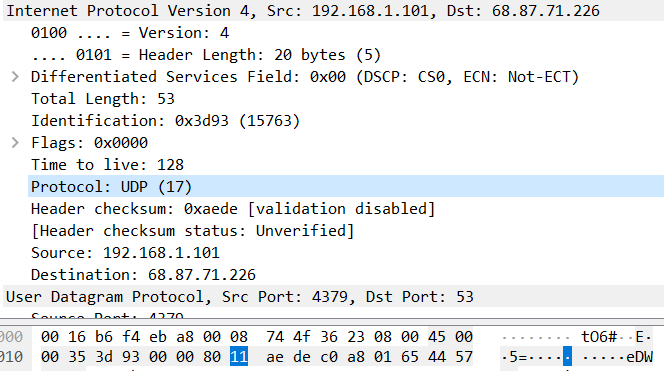 Internet Protocol Version 4, Src: 192.168.1.101, Dst: 68.87.71.226
0100 .... = Version: 4
.... 0101 = Header Length: 20 bytes (5)
> Differentiated Services Field: 0x00 (DSCP: CS0, ECN: Not-ECT)
Total Length: 53
Identification: 0x3d93 (15763)
> Flags: 0x0000
Time to live: 128
Protocol: UDP (17)
Header checksum: 0xaede [validation disabled]
[Header checksum status: Unverified]
Source: 192.168.1.101
Destination: 68.87.71.226
User Datagram Protocol, Src Port: 4379, Dst Port: 53
Source Port: 4379
000 00 16 b6 f4 eb a8 00 08 74 4f 36 23 08 00 45 00 ········ tO6#··E·
010 00 35 3d 93 00 00 80 11 ae de c0 a8 01 65 44 57 ·5=····· ·····eDW